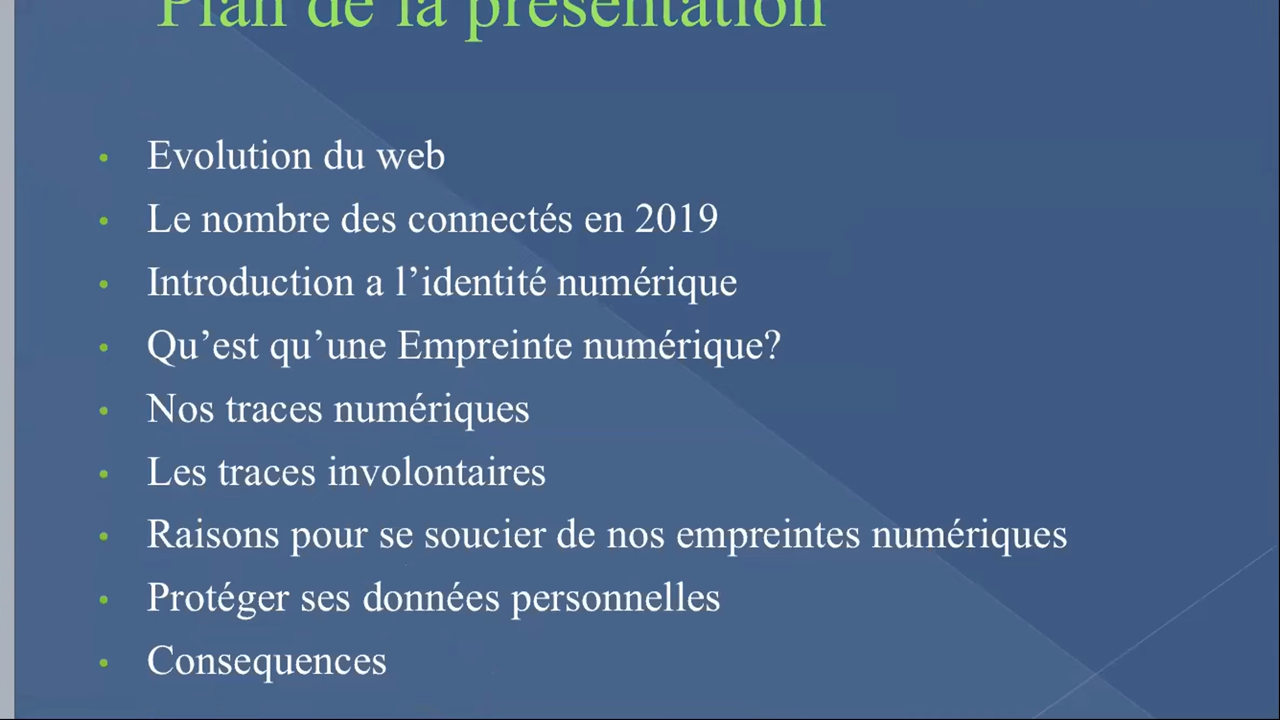 Plan de la présentation
Evolution du web
Le nombre des connectés en 2019
Introduction a l’identité numérique
Qu’est qu’une Empreinte numérique?
Nos traces numériques
Les traces involontaires
Raisons pour se soucier de nos empreintes numériques
Protéger ses données personnelles
Consequences